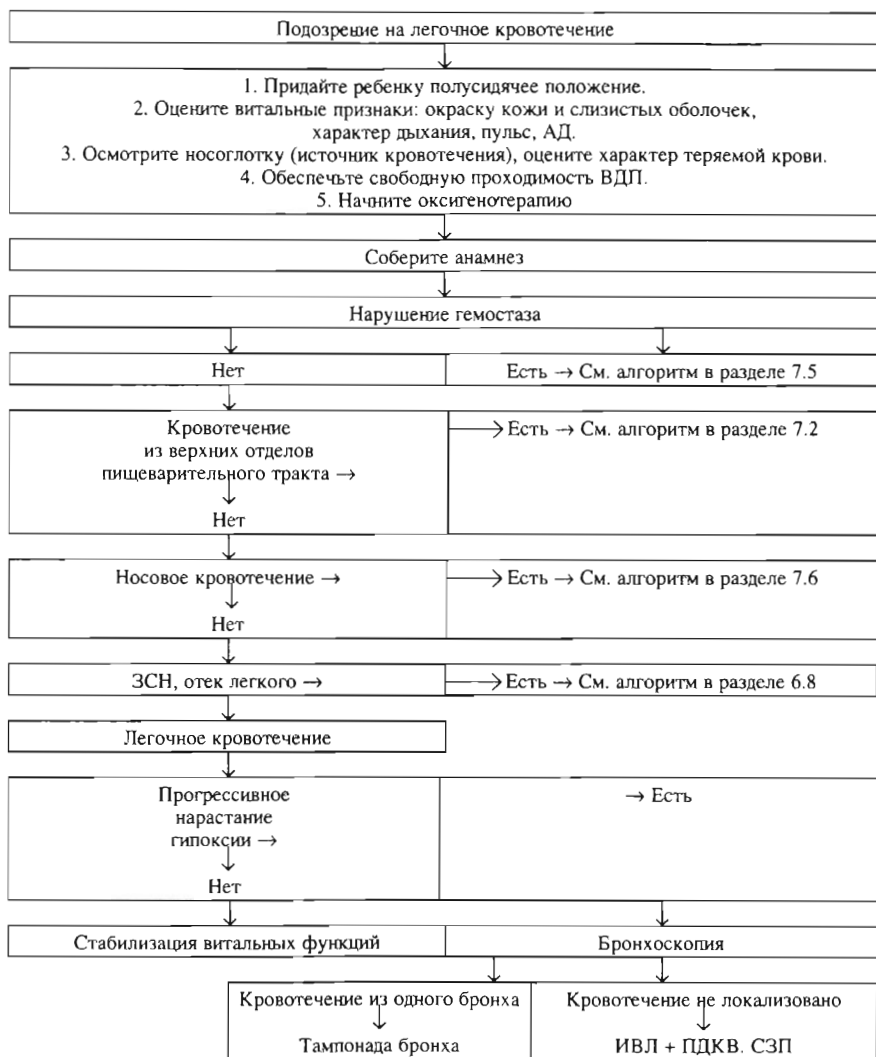 Подозрение на легочное кровотечение
1. Придайте ребенку полусидячее положение.
2. Оцените витальные признаки: окраску кожи и слизистых оболочек,
характер дыхания, пульс, АД.
3. Осмотрите носоглотку (источник кровотечения), оцените характер теряемой крови.
4. Обеспечьте свободную проходимость ВДП.
5. Начните оксигенотерапию
Соберите анамнез
Нарушение гемостаза
Нет
Есть → См. алгоритм в разделе 7.5
Кровотечение
из верхних отделов
пищеварительного тракта →
Нет
Есть → См. алгоритм в разделе 7.2
Носовое кровотечение →
Нет
Есть → См. алгоритм в разделе 7.6
ЗСН, отек легкого →
Есть → См. алгоритм в разделе 6.8
Легочное кровотечение
Прогрессивное
нарастание
гипоксии →
Нет
→ Есть
Стабилизация витальных функций
Бронхоскопия
Кровотечение из одного бронха
Тампонада бронха
Кровотечение не локализовано
ИВЛ + ПДКВ. СЗП